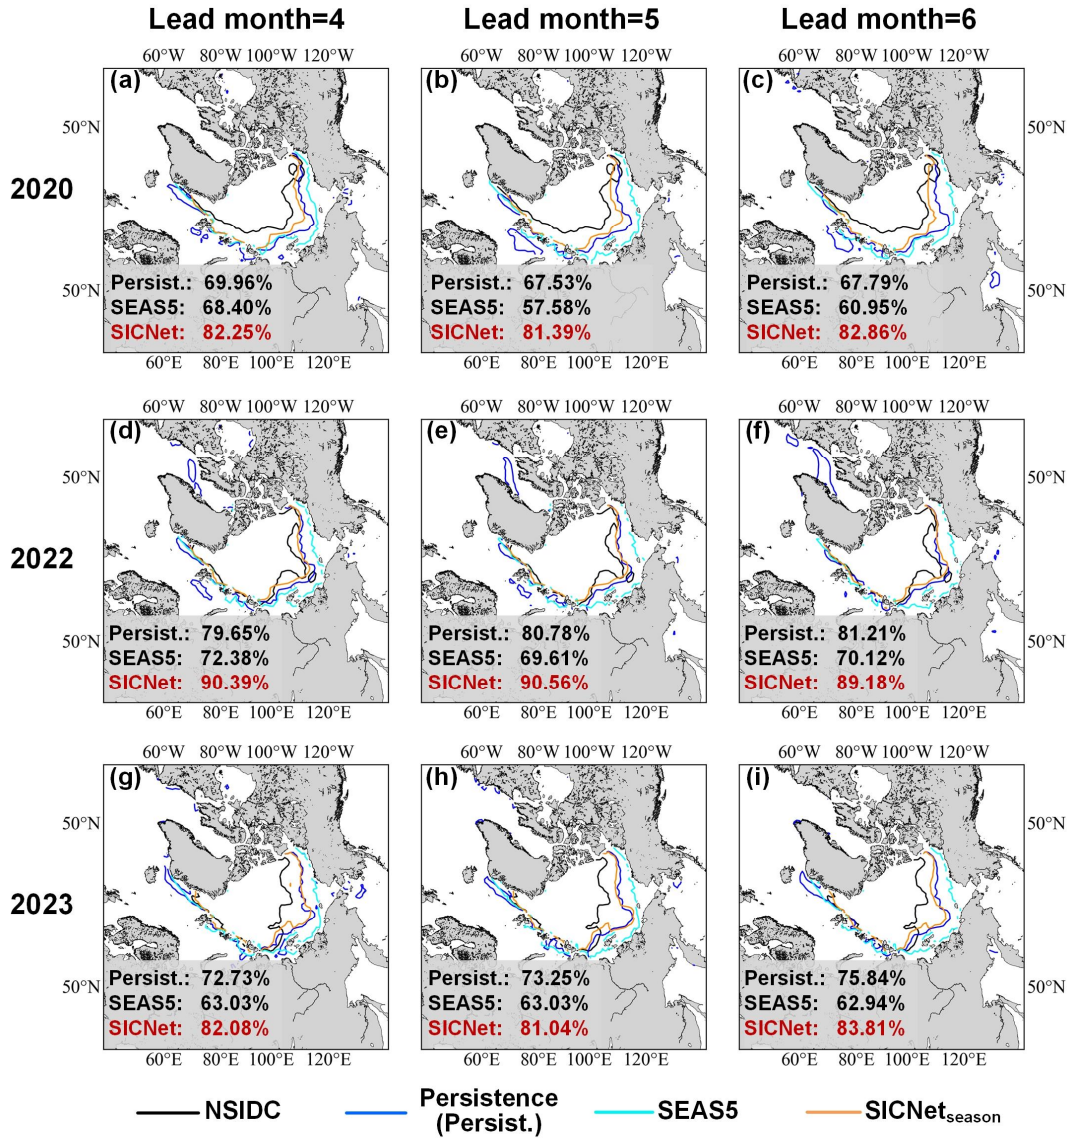 Lead month=4 Lead month=5 Lead month=6
60°W 80°W 100°W 120°W 60°W 80°W 100°W 120°W 60°W 80°W 100°W 120°W
(a) (b) (c)
50°N 50°N
2020
50°N 50°N
Persist.: 69.96% Persist.: 67.53% Persist.: 67.79%
SEAS5: 68.40% SEAS5: 57.58% SEAS5: 60.95%
SICNet: 82.25% SICNet: 81.39% SICNet: 82.86%
60°E 80°E 100°E 120°E 60°E 80°E 100°E 120°E 60°E 80°E 100°E 120°E
60°W 80°W 100°W 120°W 60°W 80°W 100°W 120°W 60°W 80°W 100°W 120°W
(d) (e) (f)
50°N 50°N
2022
50°N 50°N
Persist.: 79.65% Persist.: 80.78% Persist.: 81.21%
SEAS5: 72.38% SEAS5: 69.61% SEAS5: 70.12%
SICNet: 90.39% SICNet: 90.56% SICNet: 89.18%
60°E 80°E 100°E 120°E 60°E 80°E 100°E 120°E 60°E 80°E 100°E 120°E
60°W 80°W 100°W 120°W 60°W 80°W 100°W 120°W 60°W 80°W 100°W 120°W
(g) (h) (i)
50°N 50°N
2023
Persist.: 72.73% Persist.: 73.25% Persist.: 75.84%
50°N 50°N
SEAS5: 63.03% SEAS5: 63.03% SEAS5: 62.94%
SICNet: 82.08% SICNet: 81.04% SICNet: 83.81%
60°E 80°E 100°E 120°E 60°E 80°E 100°E 120°E 60°E 80°E 100°E 120°E
NSIDC Persistence (Persist.) SEAS5 SICNetseason